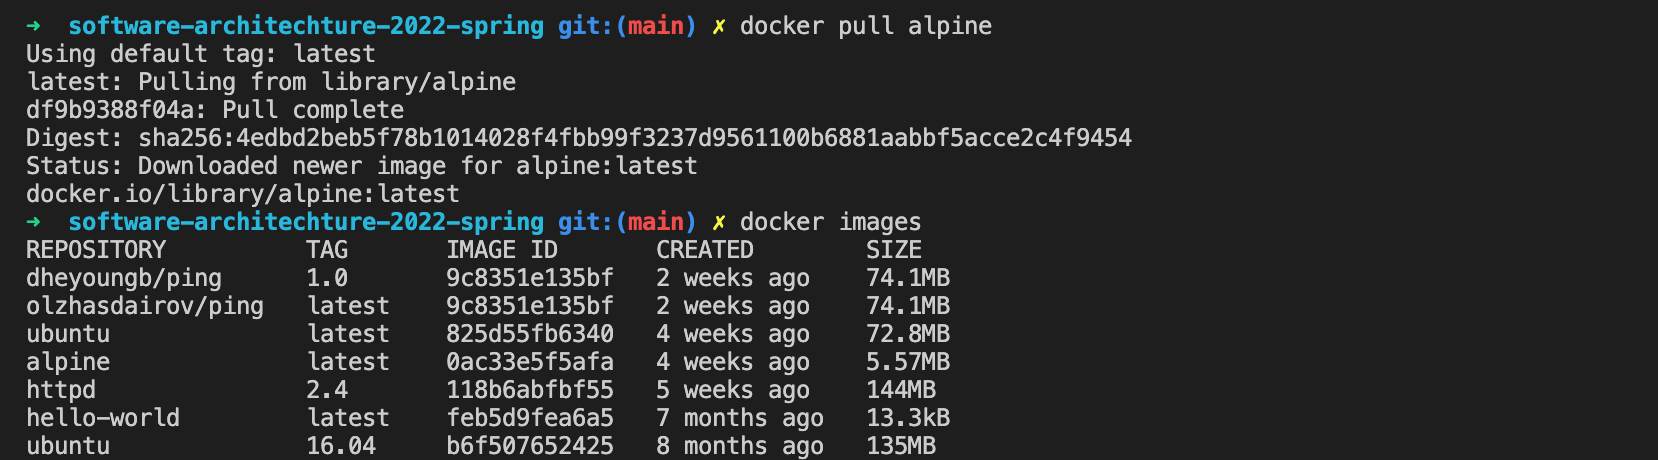 ➜  software-architechture-2022-spring git:(main) ✗ docker pull alpine
Using default tag: latest
latest: Pulling from library/alpine
df9b9388f04a: Pull complete
Digest: sha256:4edbd2beb5f78b1014028f4fbb99f3237d9561100b6881aabbf5acce2c4f9454
Status: Downloaded newer image for alpine:latest
docker.io/library/alpine:latest
➜  software-architechture-2022-spring git:(main) ✗ docker images
REPOSITORY          TAG       IMAGE ID       CREATED        SIZE
dheyoungb/ping      1.0       9c8351e135bf   2 weeks ago    74.1MB
olzhasdairov/ping   latest    9c8351e135bf   2 weeks ago    74.1MB
ubuntu              latest    825d55fb6340   4 weeks ago    72.8MB
alpine              latest    0ac33e5f5afa   4 weeks ago    5.57MB
httpd               2.4       118b6abfbf55   5 weeks ago    144MB
hello-world         latest    feb5d9fea6a5   7 months ago   13.3kB
ubuntu              16.04     b6f507652425   8 months ago   135MB